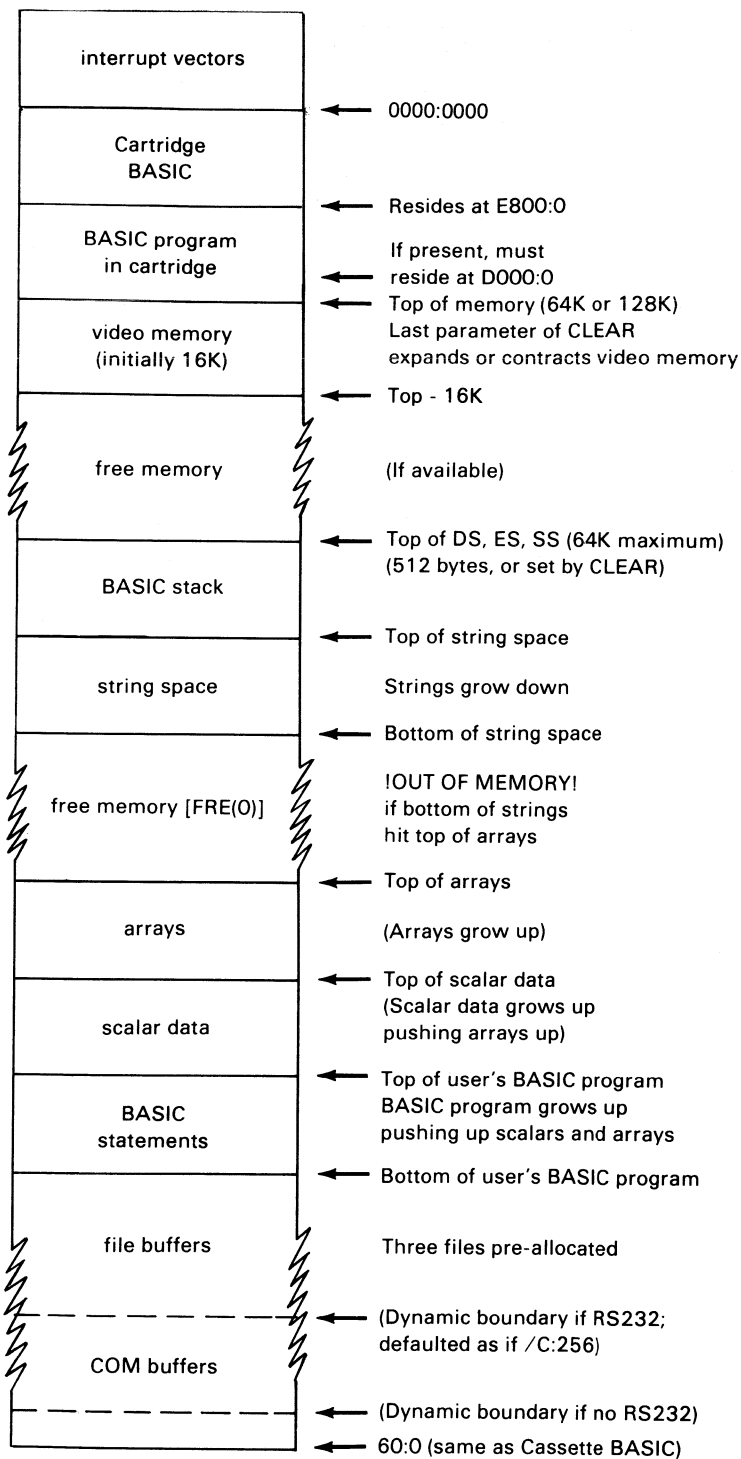 interrupt vectors
0000:0000
Cartridge
BASIC
Resides at E800:0
BASIC program
in cartridge
If present, must
reside at D000:0
Top of memory (64K or 128K)
video memory
(initially 16K)
Last parameter of CLEAR
expands or contracts video memory
Top - 16K
free memory
(If available)
Top of DS, ES, SS (64K maximum)
(512 bytes, or set by CLEAR)
BASIC stack
Top of string space
string space
Strings grow down
Bottom of string space
free memory [FRE(0)]
!OUT OF MEMORY!
if bottom of strings
hit top of arrays
Top of arrays
arrays
(Arrays grow up)
Top of scalar data
(Scalar data grows up
pushing arrays up)
scalar data
Top of user's BASIC program
BASIC program grows up
pushing up scalars and arrays
BASIC
statements
Bottom of user's BASIC program
file buffers
Three files pre-allocated
(Dynamic boundary if RS232;
defaulted as if /C:256)
COM buffers
(Dynamic boundary if no RS232)
60:0 (same as Cassette BASIC)